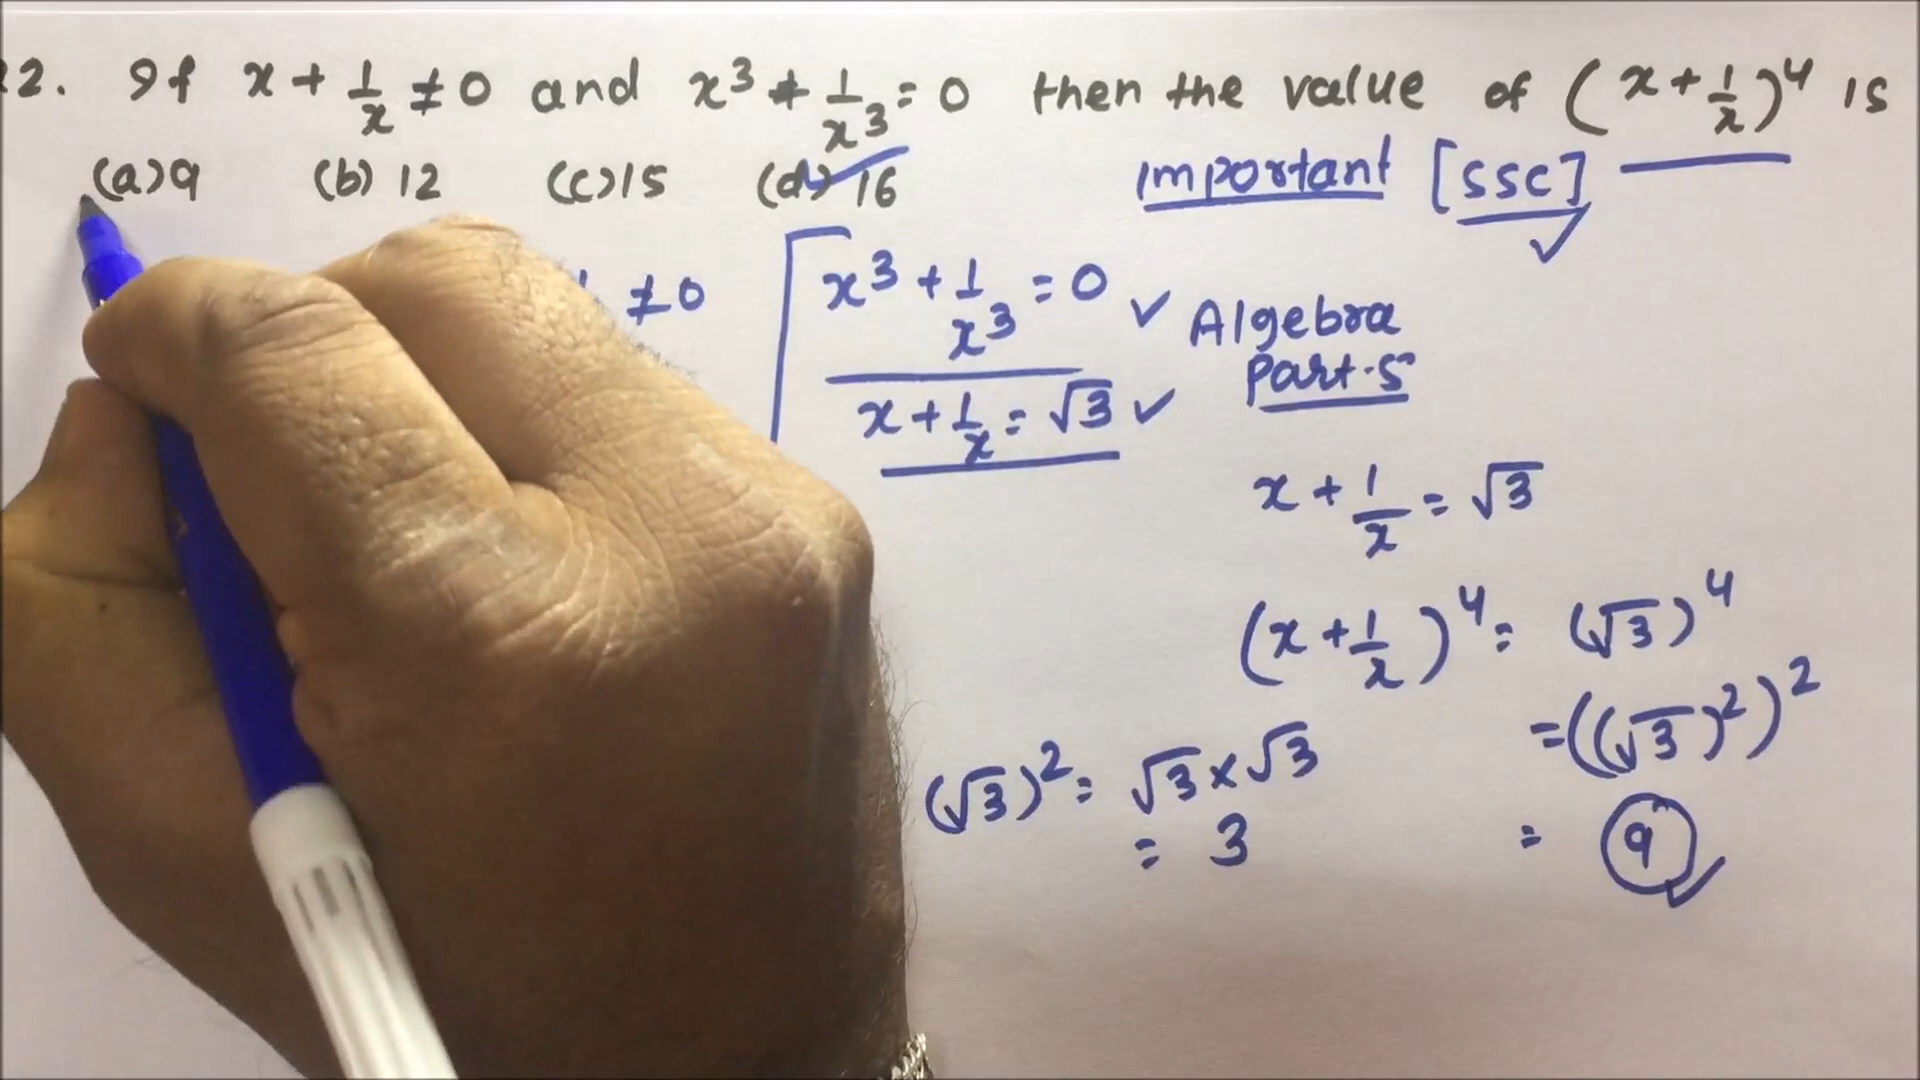 2. If x + 1/x ≠ 0 and x³ + 1/x³ = 0 then the value of (x + 1/x)⁴ is
(a) 9 (b) 12 (c) 15 (d) 16
Important [SSC]
≠ 0
x³ + 1/x³ = 0 ✓
x + 1/x = √3 ✓
Algebra
Part-5
x + 1/x = √3
(x + 1/x)⁴ = (√3)⁴
= ((√3)²)²
= 9
(√3)² = √3 × √3
= 3